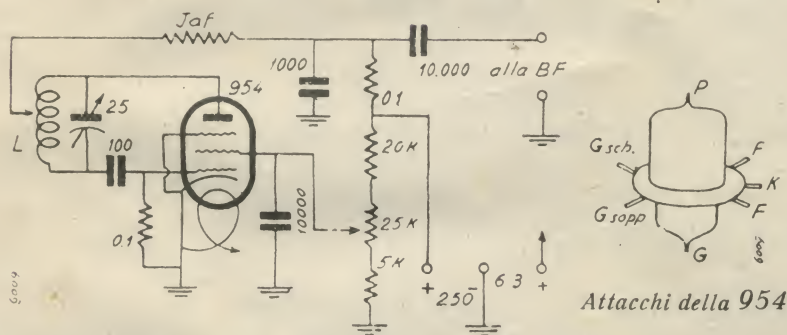 Jaf
954
1000
10.000
alla BF
01
25
L
100
20K
10000
25K
0.1
5K
+
250
-
6 3
+
6009
P
G sch.
F
K
G sopp
F
G
6009
Attacchi della 954